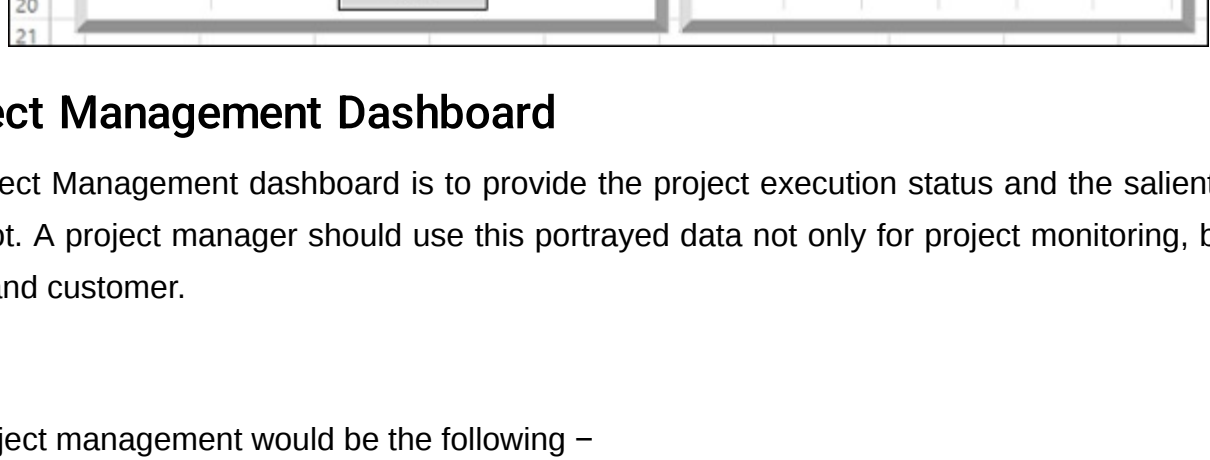 20
21
ect Management Dashboard
ect Management dashboard is to provide the project execution status and the salient
ot. A project manager should use this portrayed data not only for project monitoring, b
and customer.
ject management would be the following −